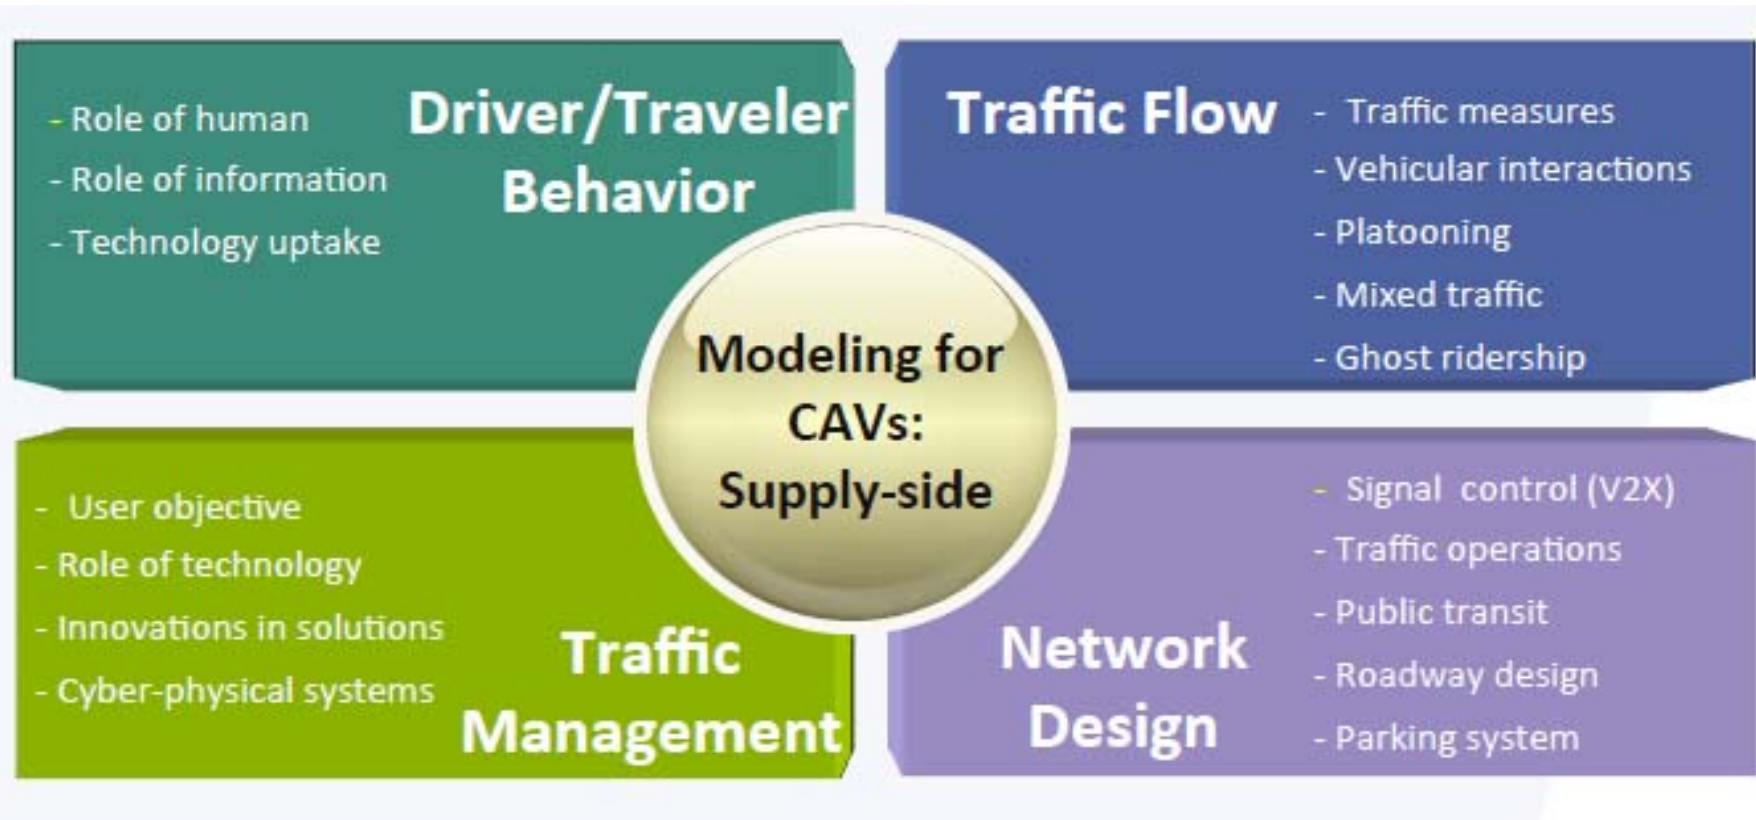 - Role of human
- Role of information
- Technology uptake
Driver/Traveler
Behavior
Traffic Flow
- Traffic measures
- Vehicular interactions
- Platooning
- Mixed traffic
- Ghost ridership
Modeling for
CAVs:
Supply-side
- User objective
- Role of technology
- Innovations in solutions
- Cyber-physical systems
Traffic
Management
Network
Design
- Signal control (V2X)
- Traffic operations
- Public transit
- Roadway design
- Parking system